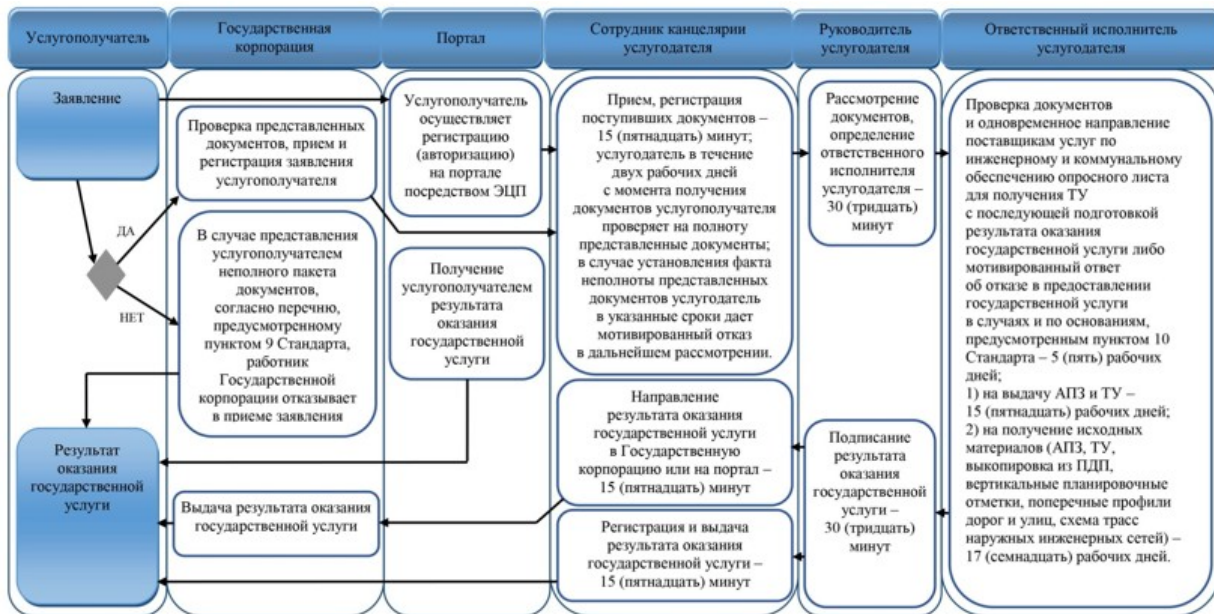 Услугополучатель
Государственная
корпорация
Портал
Сотрудник канцелярии
услугодателя
Руководитель
услугодателя
Ответственный исполнитель
услугодателя
Заявление
ДА
НЕТ
Результат
оказания
государственной
услуги
Проверка представленных
документов, прием и
регистрация заявления
услугополучателя
В случае представления
услугополучателем
неполного пакета
документов,
согласно перечню,
предусмотренному
пунктом 9 Стандарта,
работник
Государственной
корпорации отказывает
в приеме заявления
Выдача результата оказания
государственной услуги
Услугополучатель
осуществляет
регистрацию
(авторизацию)
на портале
посредством ЭЦП
Получение
услугополучателем
результата
оказания
государственной
услуги
Прием, регистрация
поступивших документов –
15 (пятнадцать) минут;
услугодатель в течение
двух рабочих дней
с момента получения
документов услугополучателя
проверяет на полноту
представленные документы;
в случае установления факта
неполноты представленных
документов услугодатель
в указанные сроки дает
мотивированный отказ
в дальнейшем рассмотрении.
Направление
результата оказания
государственной услуги
в Государственную
корпорацию или на портал –
15 (пятнадцать) минут
Регистрация и выдача
результата оказания
государственной услуги –
15 (пятнадцать) минут
Рассмотрение
документов,
определение
ответственного
исполнителя
услугодателя –
30 (тридцать)
минут
Подписание
результата
оказания
государственной
услуги –
30 (тридцать)
минут
Проверка документов
и одновременное направление
поставщикам услуг по
инженерному и коммунальному
обеспечению опросного листа
для получения ТУ
с последующей подготовкой
результата оказания
государственной услуги либо
мотивированный ответ
об отказе в предоставлении
государственной услуги
в случаях и по основаниям,
предусмотренным пунктом 10
Стандарта – 5 (пять) рабочих
дней;
1) на выдачу АПЗ и ТУ –
15 (пятнадцать) рабочих дней;
2) на получение исходных
материалов (АПЗ, ТУ,
выкопировка из ПДП,
вертикальные планировочные
отметки, поперечные профили
дорог и улиц, схема трасс
наружных инженерных сетей) –
17 (семнадцать) рабочих дней.